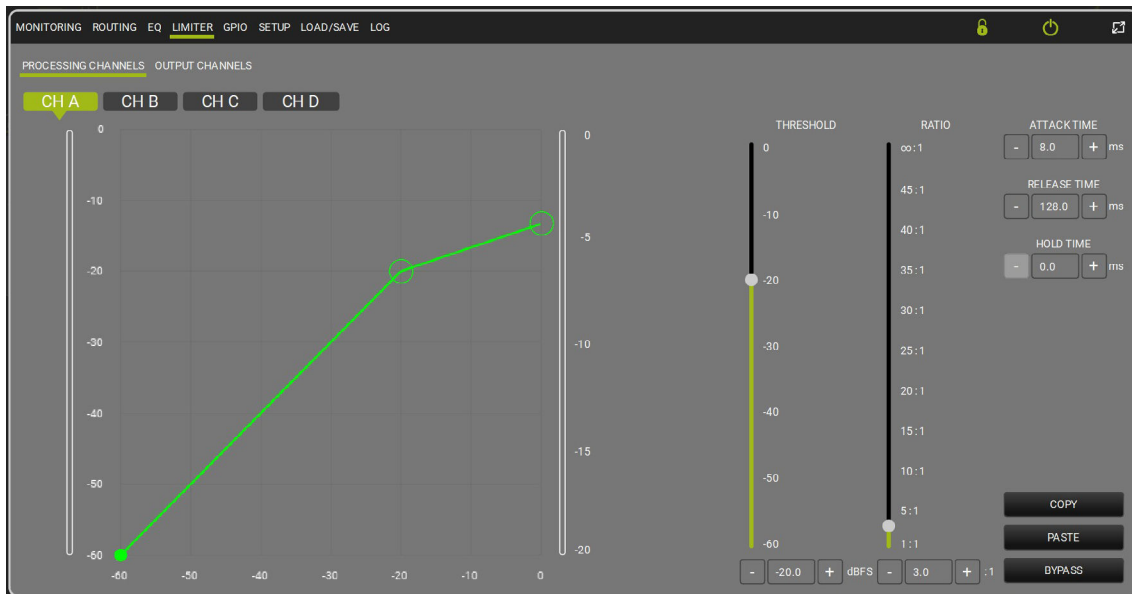 MONITORING ROUTING EQ LIMITER GPIO SETUP LOAD/SAVE LOG
PROCESSING CHANNELS OUTPUT CHANNELS
CH A CH B CH C CH D
0
-10
-20
-30
-40
-50
-60
-60 -50 -40 -30 -20 -10 0
0
-5
-10
-15
-20
THRESHOLD
0
-10
-20
-30
-40
-50
-60
- -20.0 + dBFS
RATIO
∞:1
45:1
40:1
35:1
30:1
25:1
20:1
15:1
10:1
5:1
1:1
- 3.0 + :1
ATTACK TIME
- 8.0 + ms
RELEASE TIME
- 128.0 + ms
HOLD TIME
- 0.0 + ms
COPY
PASTE
BYPASS